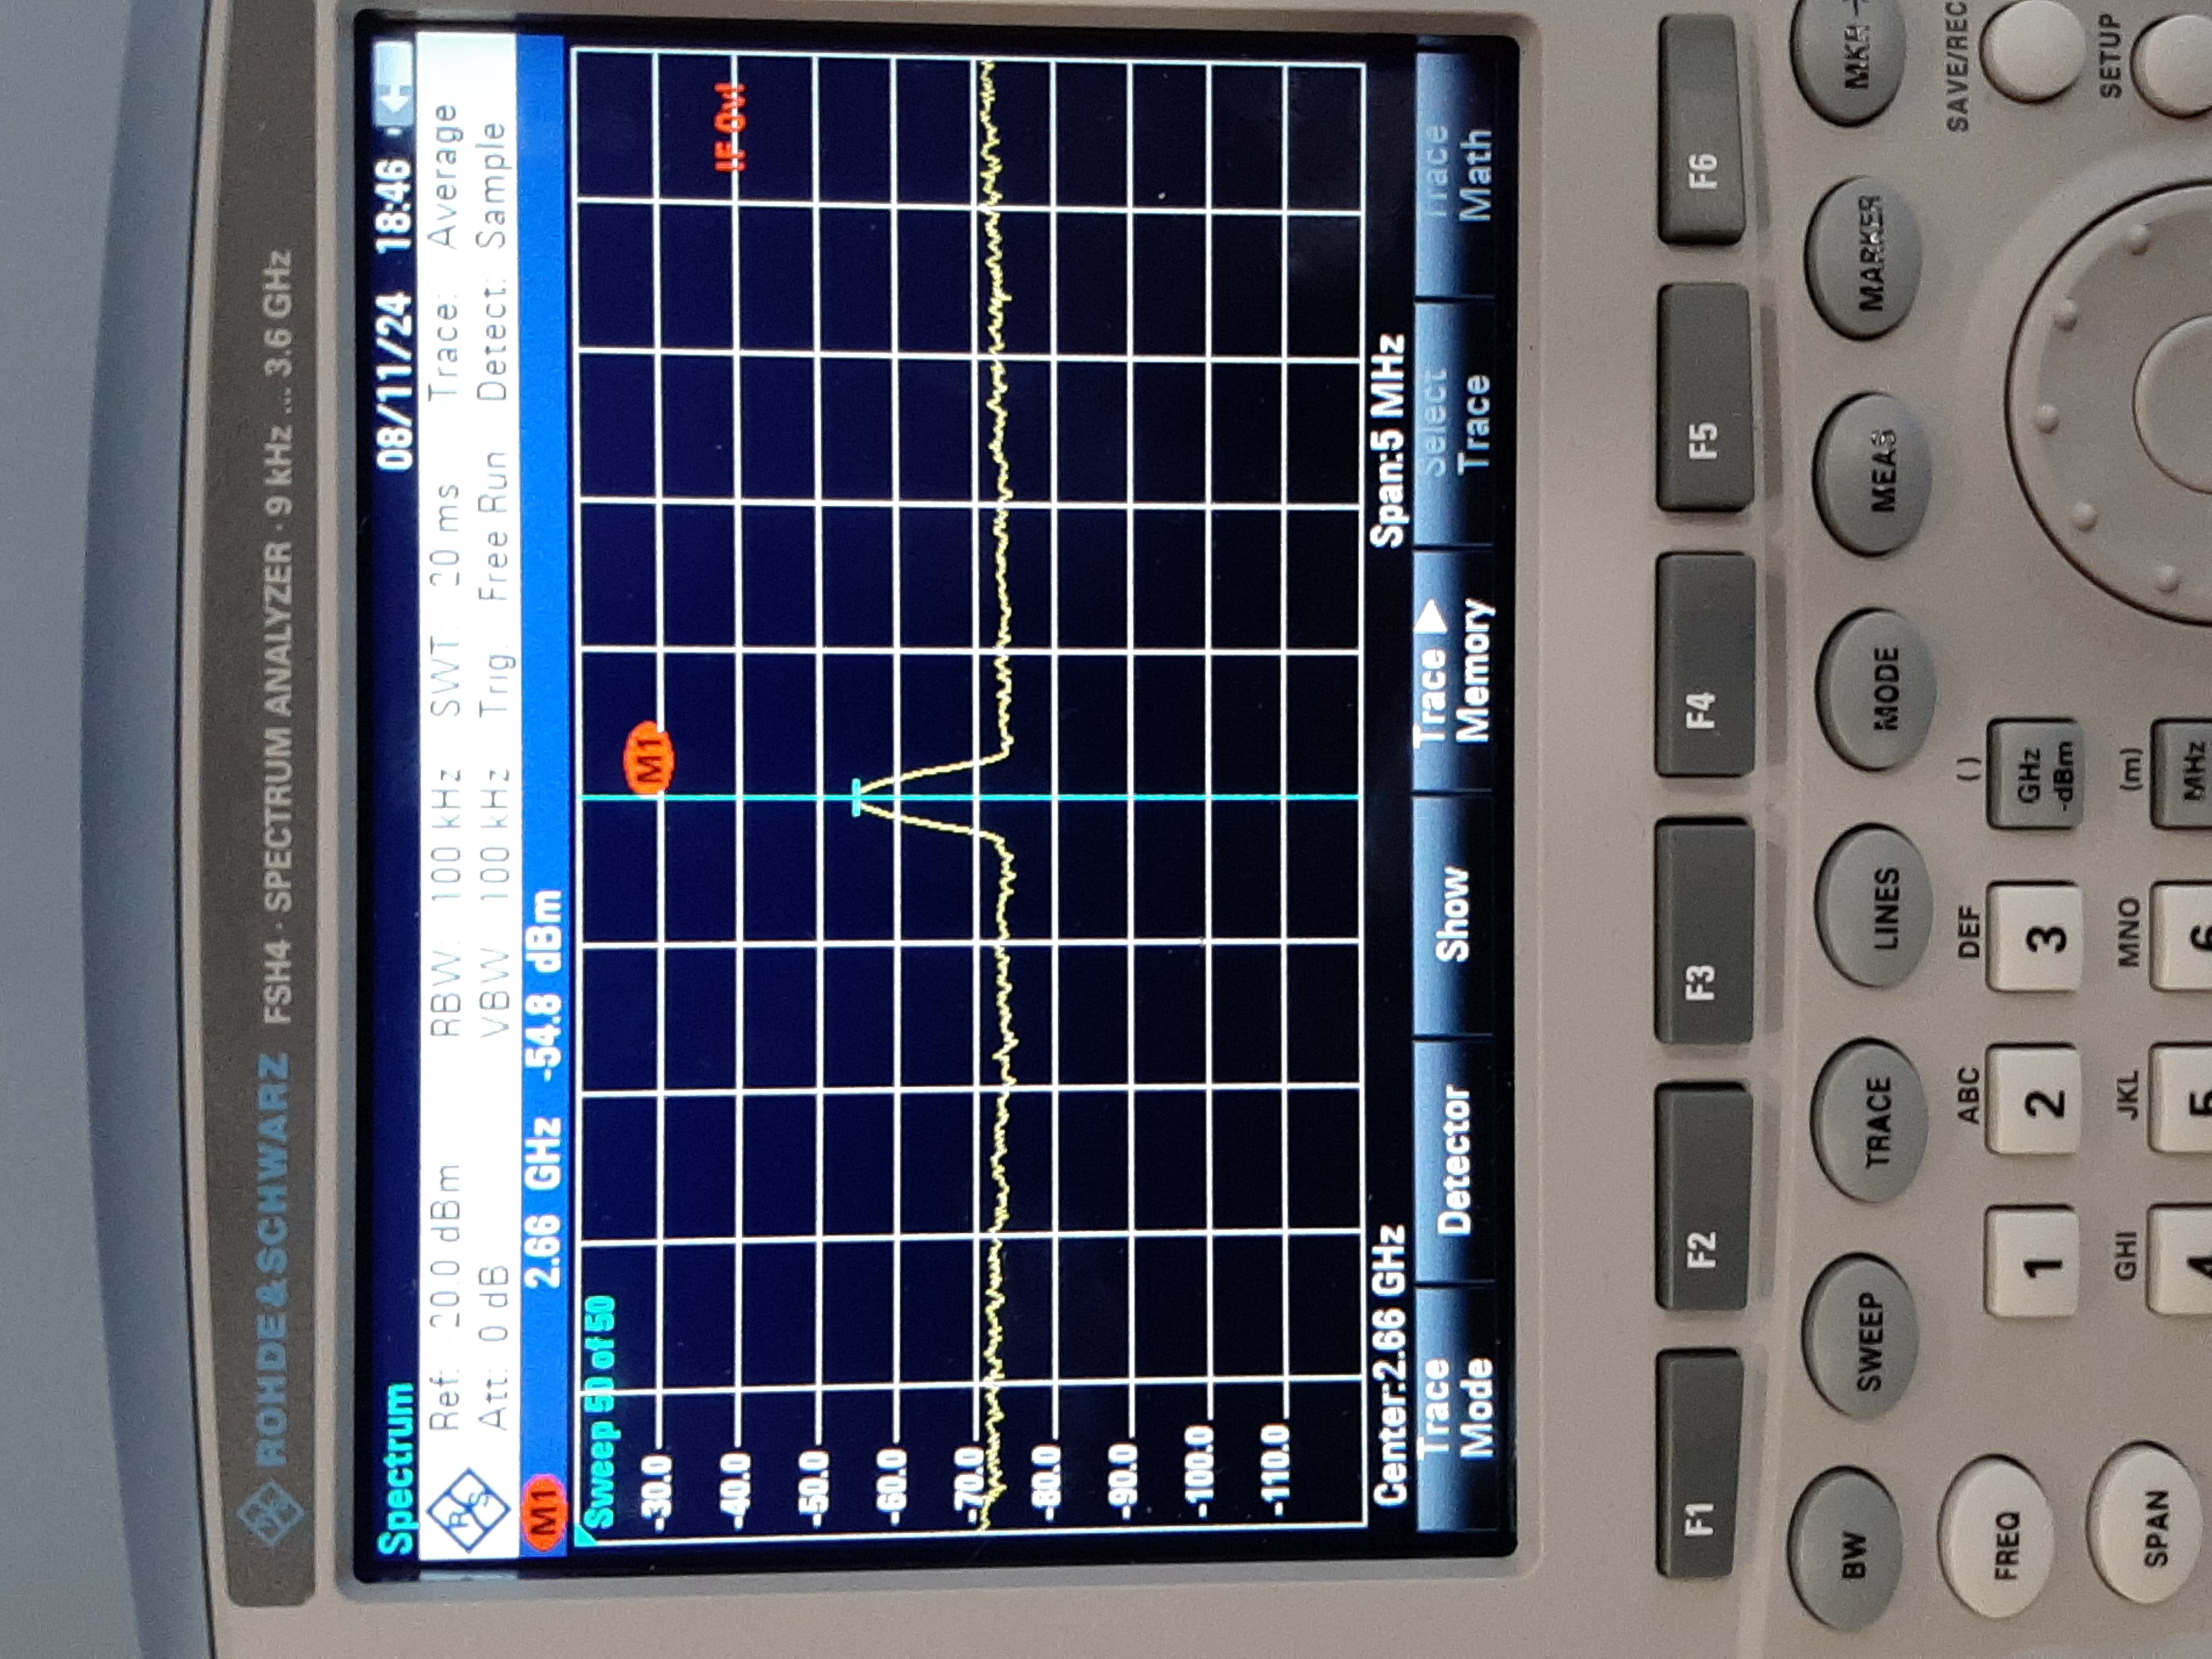 ROHDE&SCHWARZ FSH4 · SPECTRUM ANALYZER · 9 kHz ... 3.6 GHz
Spectrum 08/11/24 18:46
Ref: -20.0 dBm RBW: 100 kHz SWT: 20 ms Trace: Average
Att: 0 dB VBW: 100 kHz Trig: Free Run Detect: Sample
M1 2.66 GHz -54.8 dBm
Sweep 50 of 50
M1
-30.0
IF Ovl
-40.0
-50.0
-60.0
-70.0
-80.0
-90.0
-100.0
-110.0
Center:2.66 GHz Span:5 MHz
Trace Mode
Detector
Show
Trace Memory
Select Trace
Trace Math
F1 F2 F3 F4 F5 F6
BW SWEEP TRACE LINES MODE MEAS MARKER MKR→
SAVE/REC
ABC DEF ( )
FREQ 1 2 3 GHz -dBm
SETUP
GHI JKL MNO (m)
SPAN 4 5 6 MHz